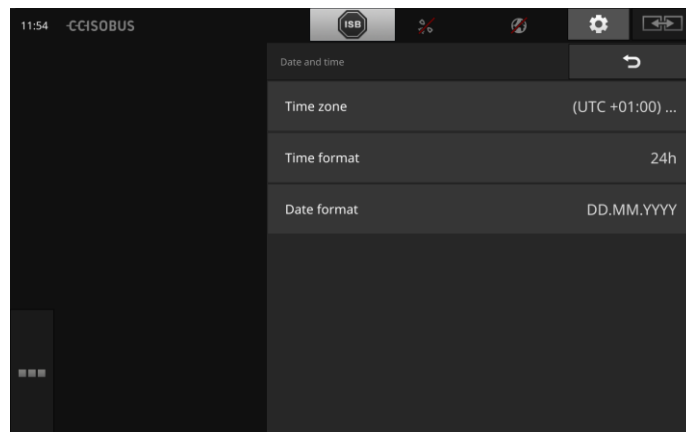 11:54
CCISOBUS
ISB
Date and time
Time zone
(UTC +01:00) ...
Time format
24h
Date format
DD.MM.YYYY